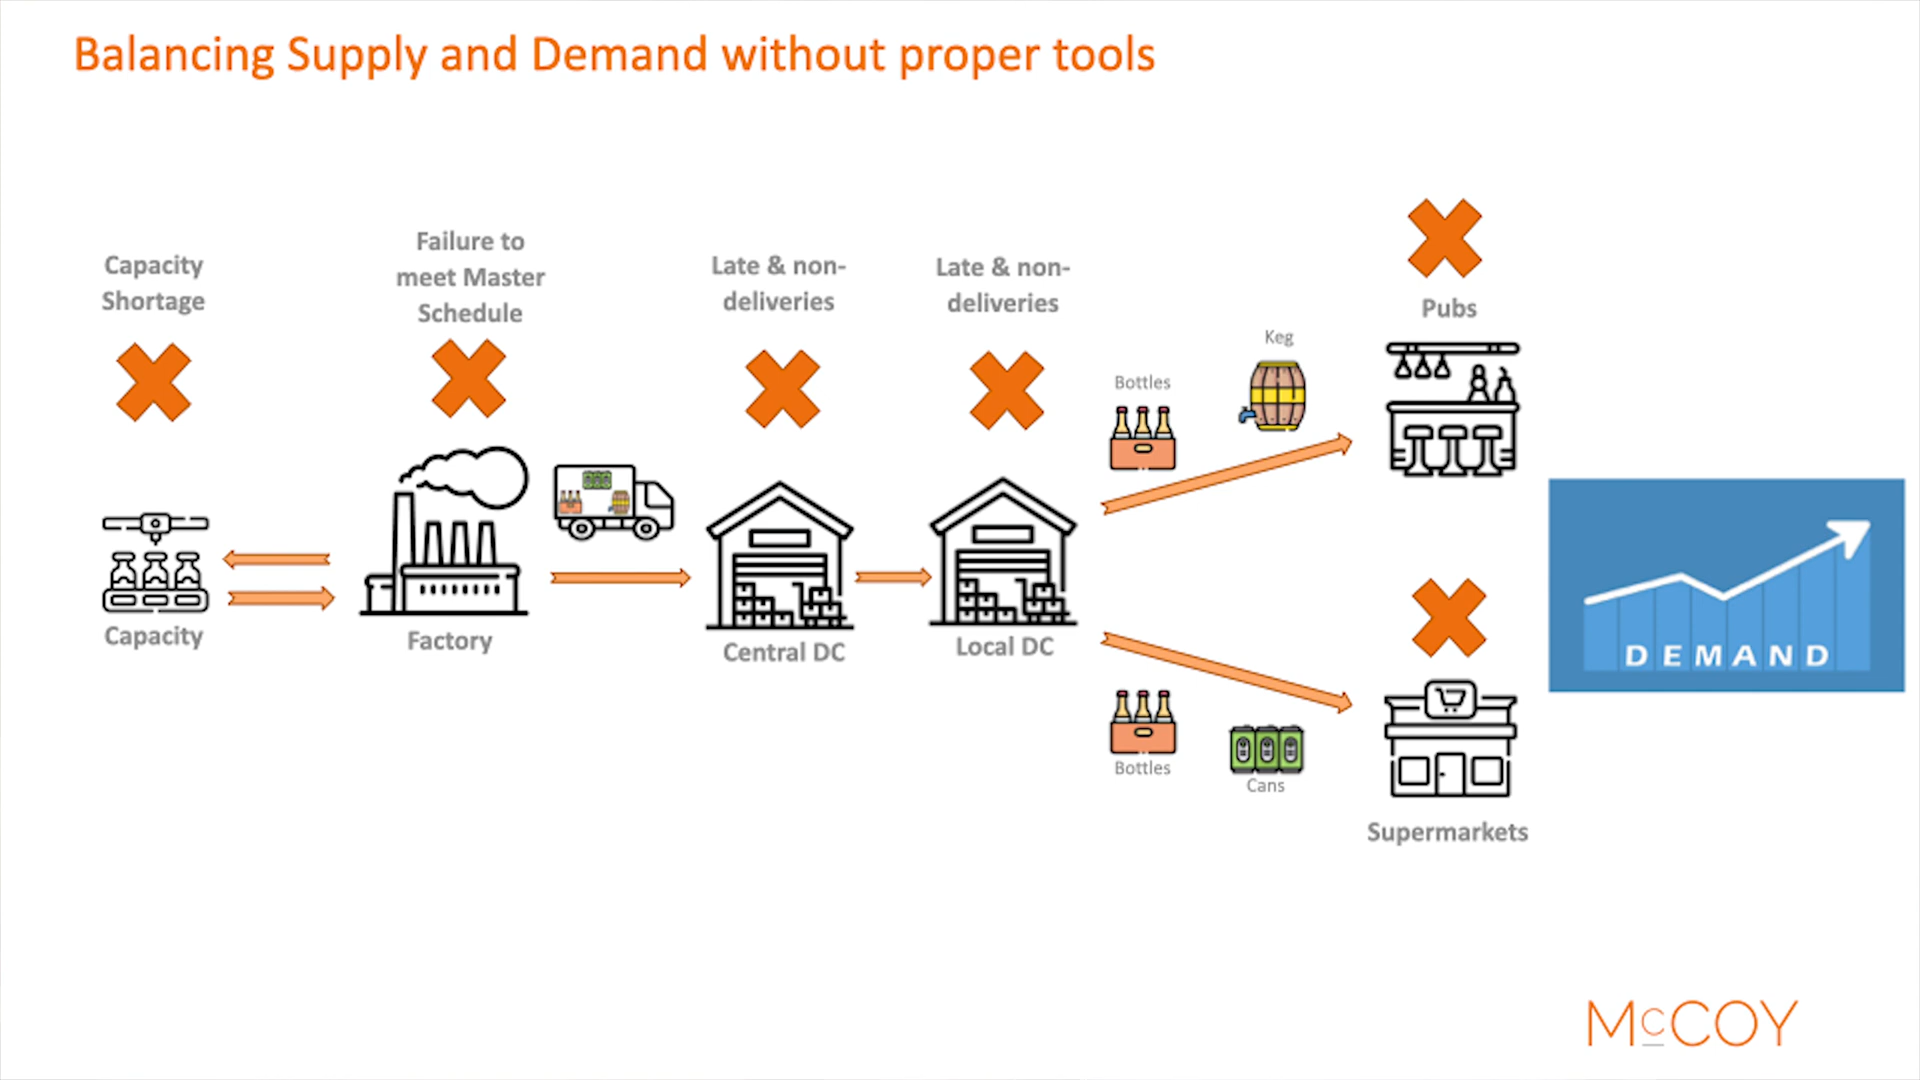 Balancing Supply and Demand without proper tools
Capacity
Shortage
Failure to
meet Master
Schedule
Late & non-
deliveries
Late & non-
deliveries
Pubs
Keg
Bottles
Capacity
Factory
Central DC
Local DC
DEMAND
Bottles
Cans
Supermarkets
McCOY